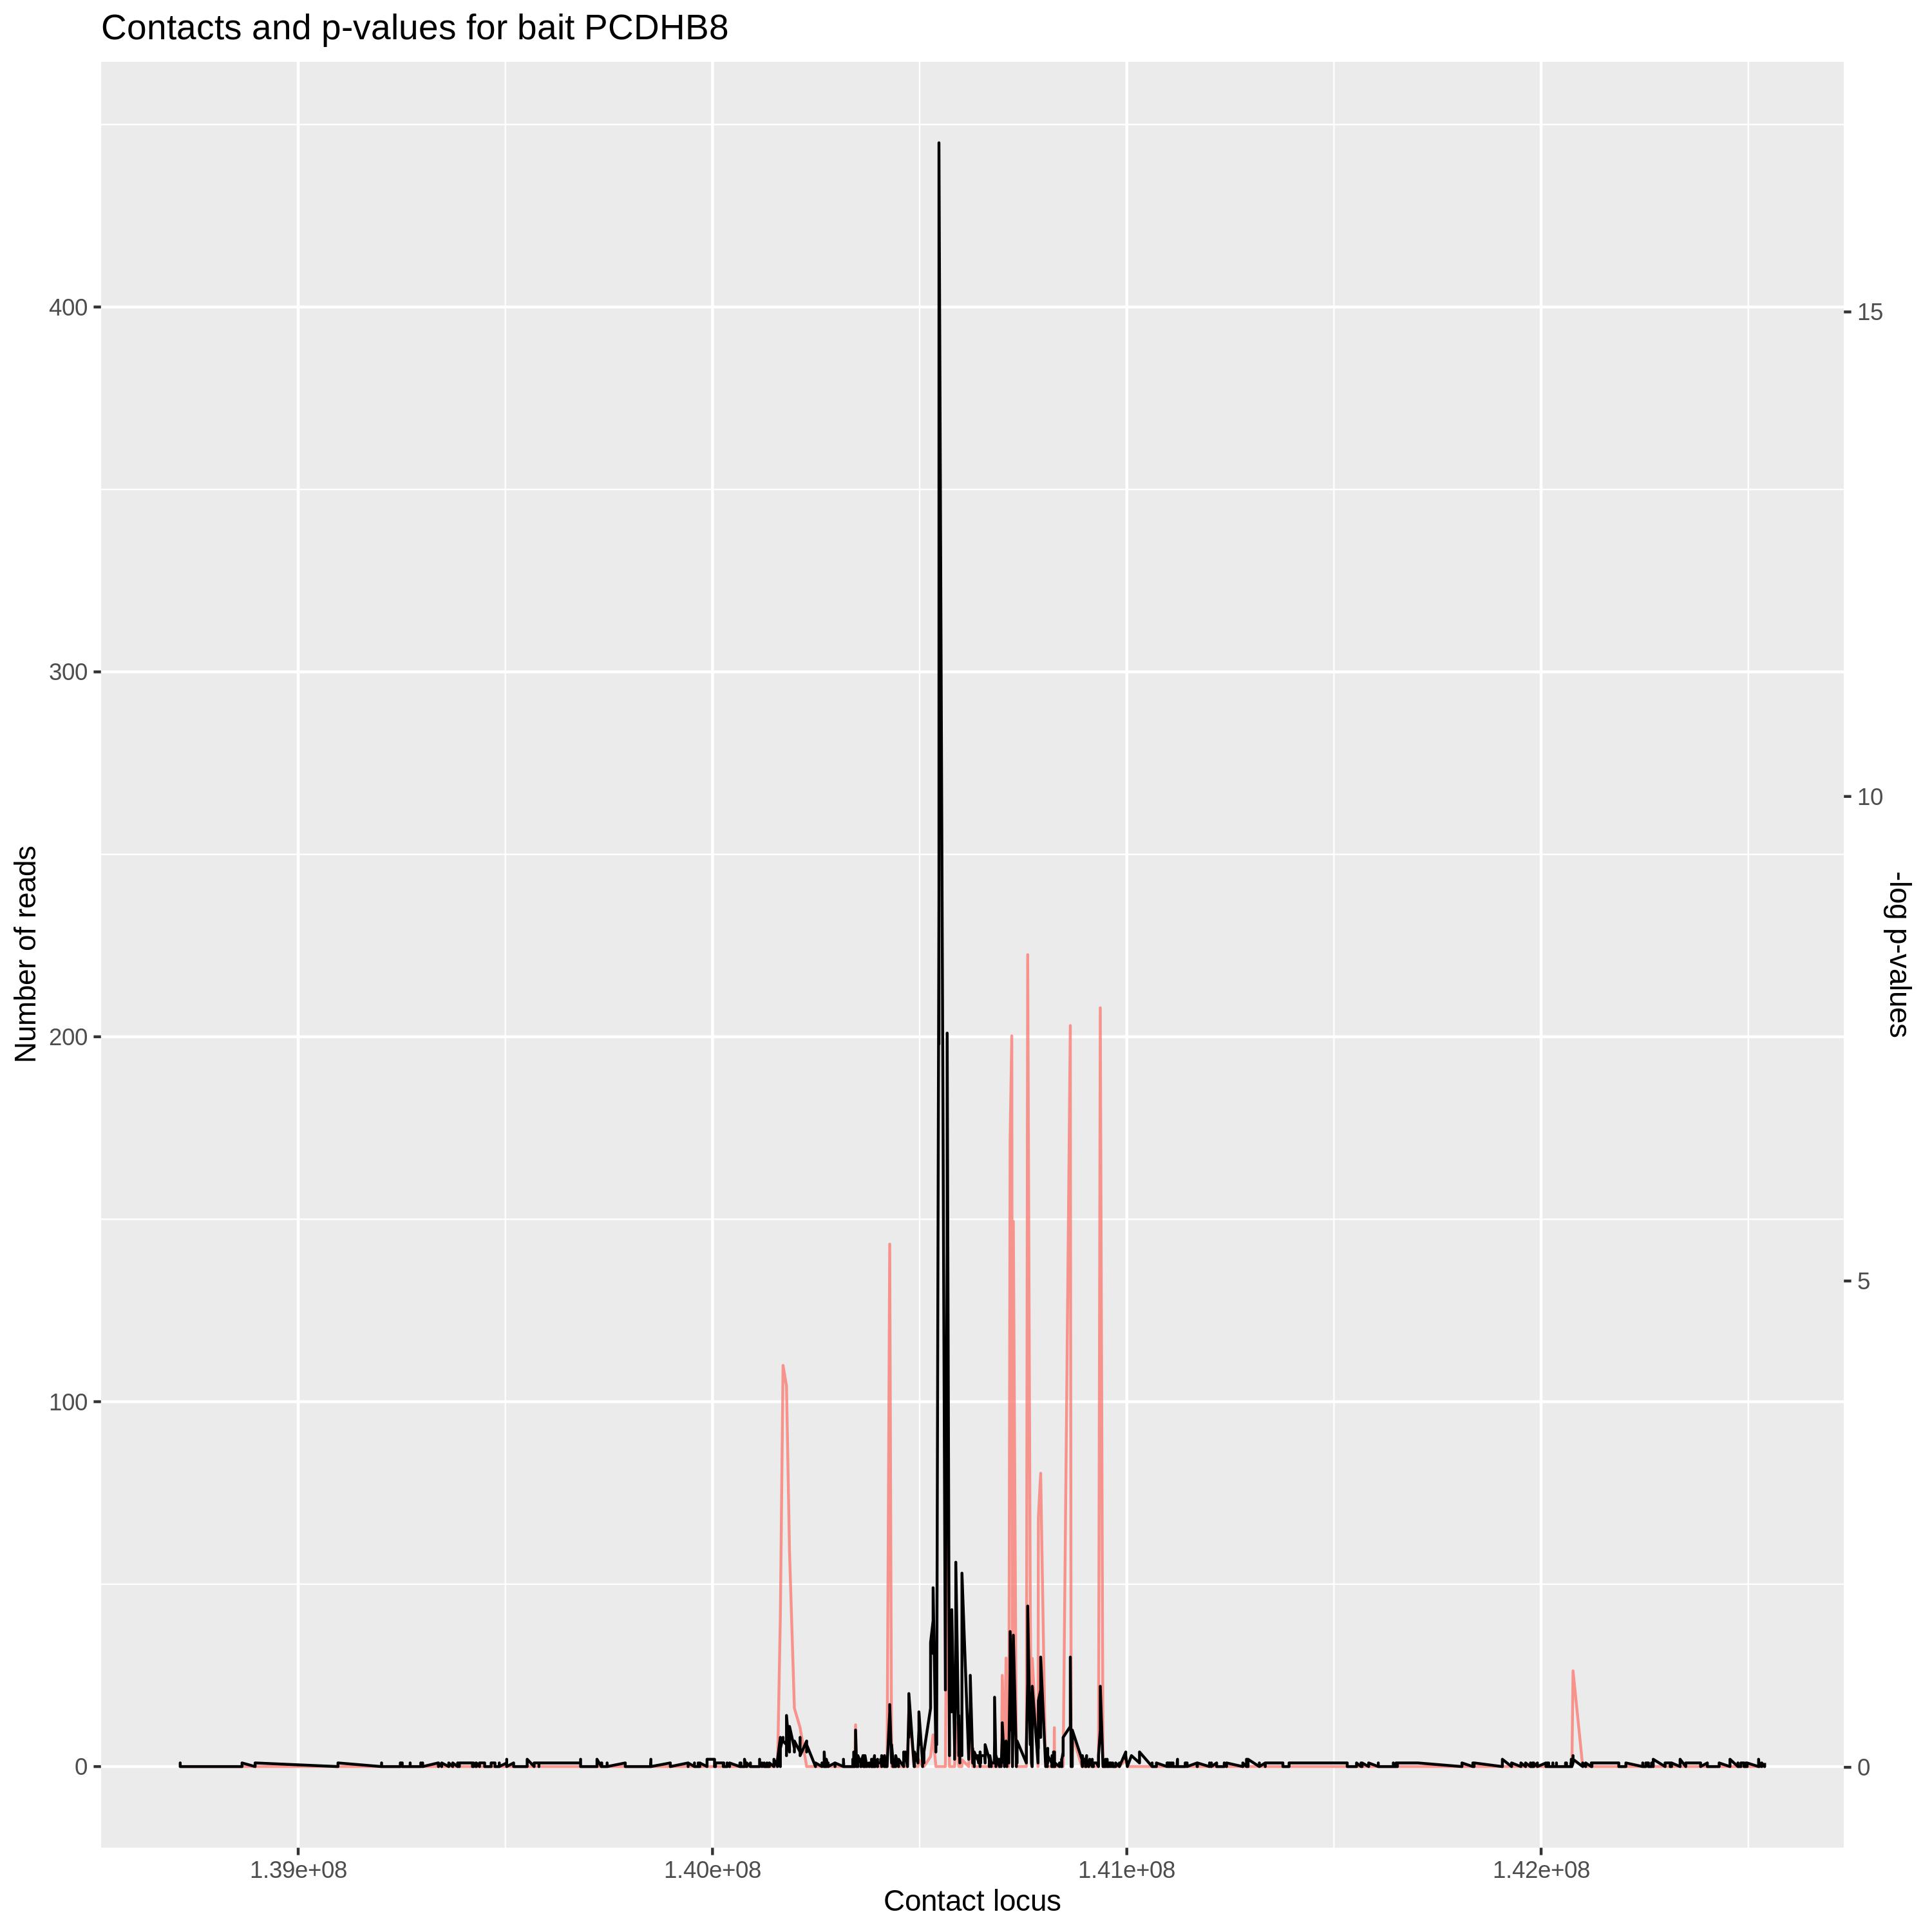 Contacts and p-values for bait PCDHB8
400
300
200
100
0
Number of reads
15
10
5
0
-log p-values
1.39e+08
1.40e+08
1.41e+08
1.42e+08
Contact locus